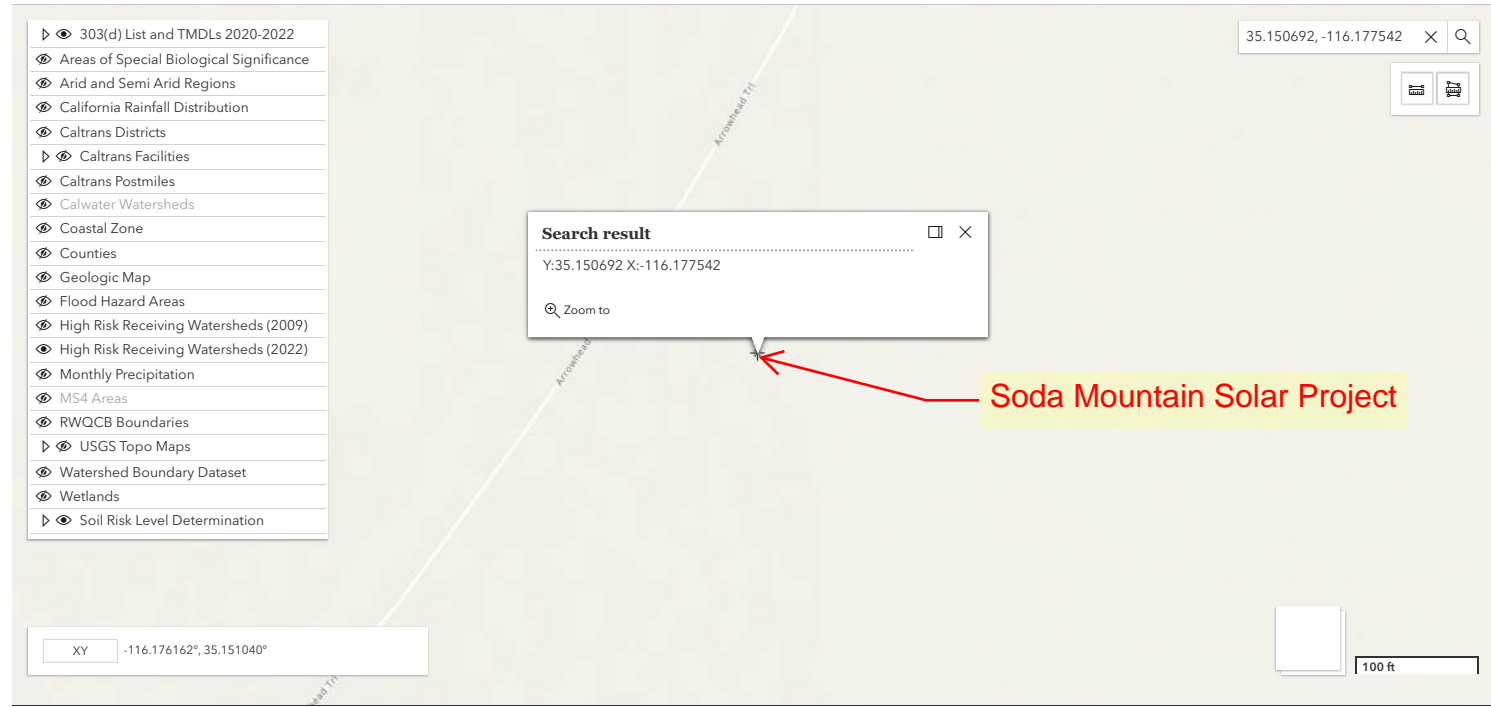 303(d) List and TMDLs 2020-2022
Areas of Special Biological Significance
Arid and Semi Arid Regions
California Rainfall Distribution
Caltrans Districts
Caltrans Facilities
Caltrans Postmiles
Calwater Watersheds
Coastal Zone
Counties
Geologic Map
Flood Hazard Areas
High Risk Receiving Watersheds (2009)
High Risk Receiving Watersheds (2022)
Monthly Precipitation
MS4 Areas
RWQCB Boundaries
USGS Topo Maps
Watershed Boundary Dataset
Wetlands
Soil Risk Level Determination
35.150692, -116.177542
Arrowhead Trl
Search result
Y:35.150692 X:-116.177542
Zoom to
Arrowhead
Soda Mountain Solar Project
XY -116.176162°, 35.151040°
head Trl
100 ft